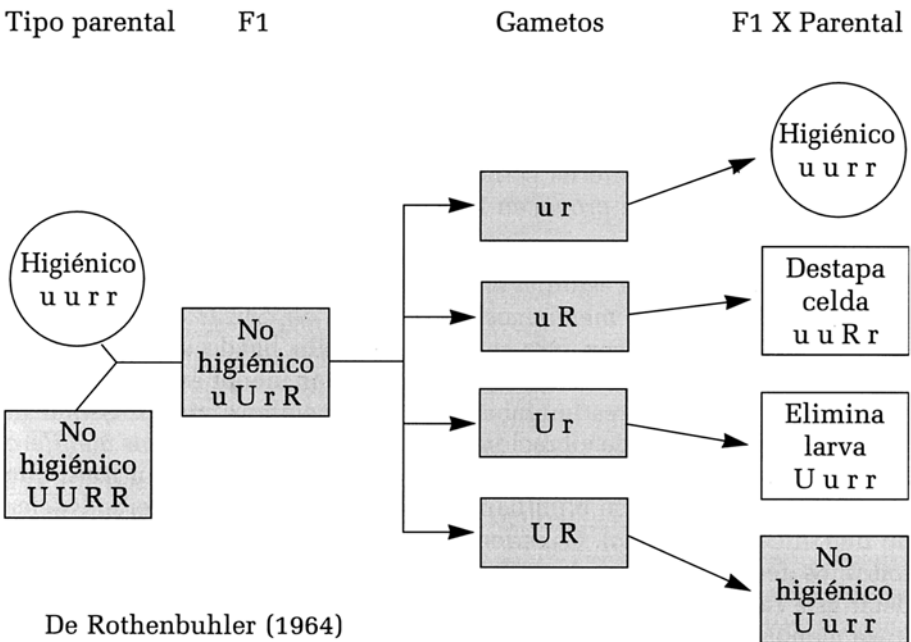 Tipo parental F1 Gametos F1 X Parental
Higiénico
u u r r
No
higiénico
U U R R
No
higiénico
u U r R
u r
u R
U r
U R
Higiénico
u u r r
Destapa
celda
u u R r
Elimina
larva
U u r r
No
higiénico
U u r r
De Rothenbuhler (1964)